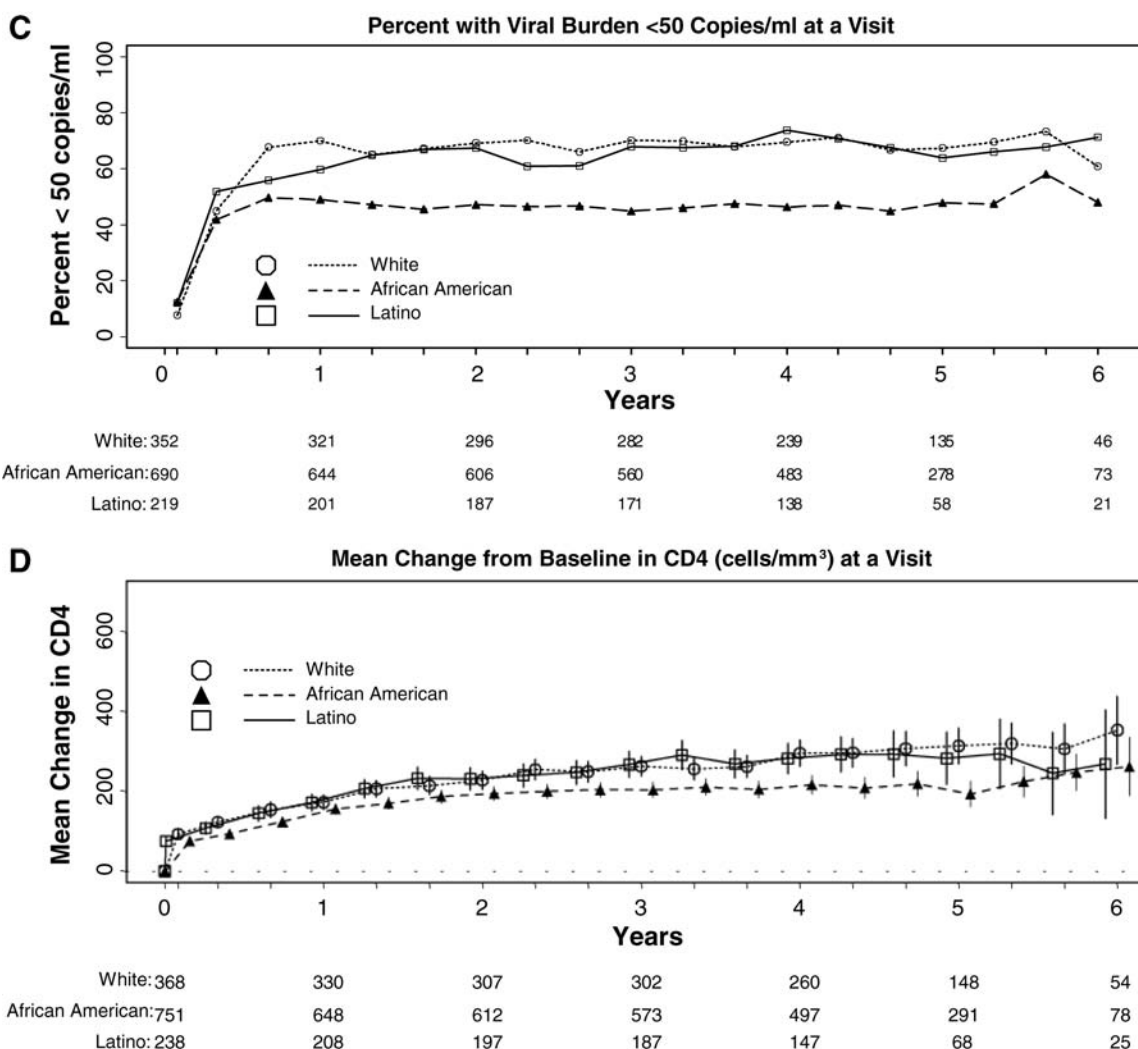 C
Percent with Viral Burden <50 Copies/ml at a Visit
Percent < 50 copies/ml
100
80
60
40
20
0
White
African American
Latino
0 1 2 3 4 5 6
Years
White: 352 321 296 282 239 135 46
African American: 690 644 606 560 483 278 73
Latino: 219 201 187 171 138 58 21
D
Mean Change from Baseline in CD4 (cells/mm³) at a Visit
Mean Change in CD4
600
400
200
0
White
African American
Latino
0 1 2 3 4 5 6
Years
White: 368 330 307 302 260 148 54
African American: 751 648 612 573 497 291 78
Latino: 238 208 197 187 147 68 25